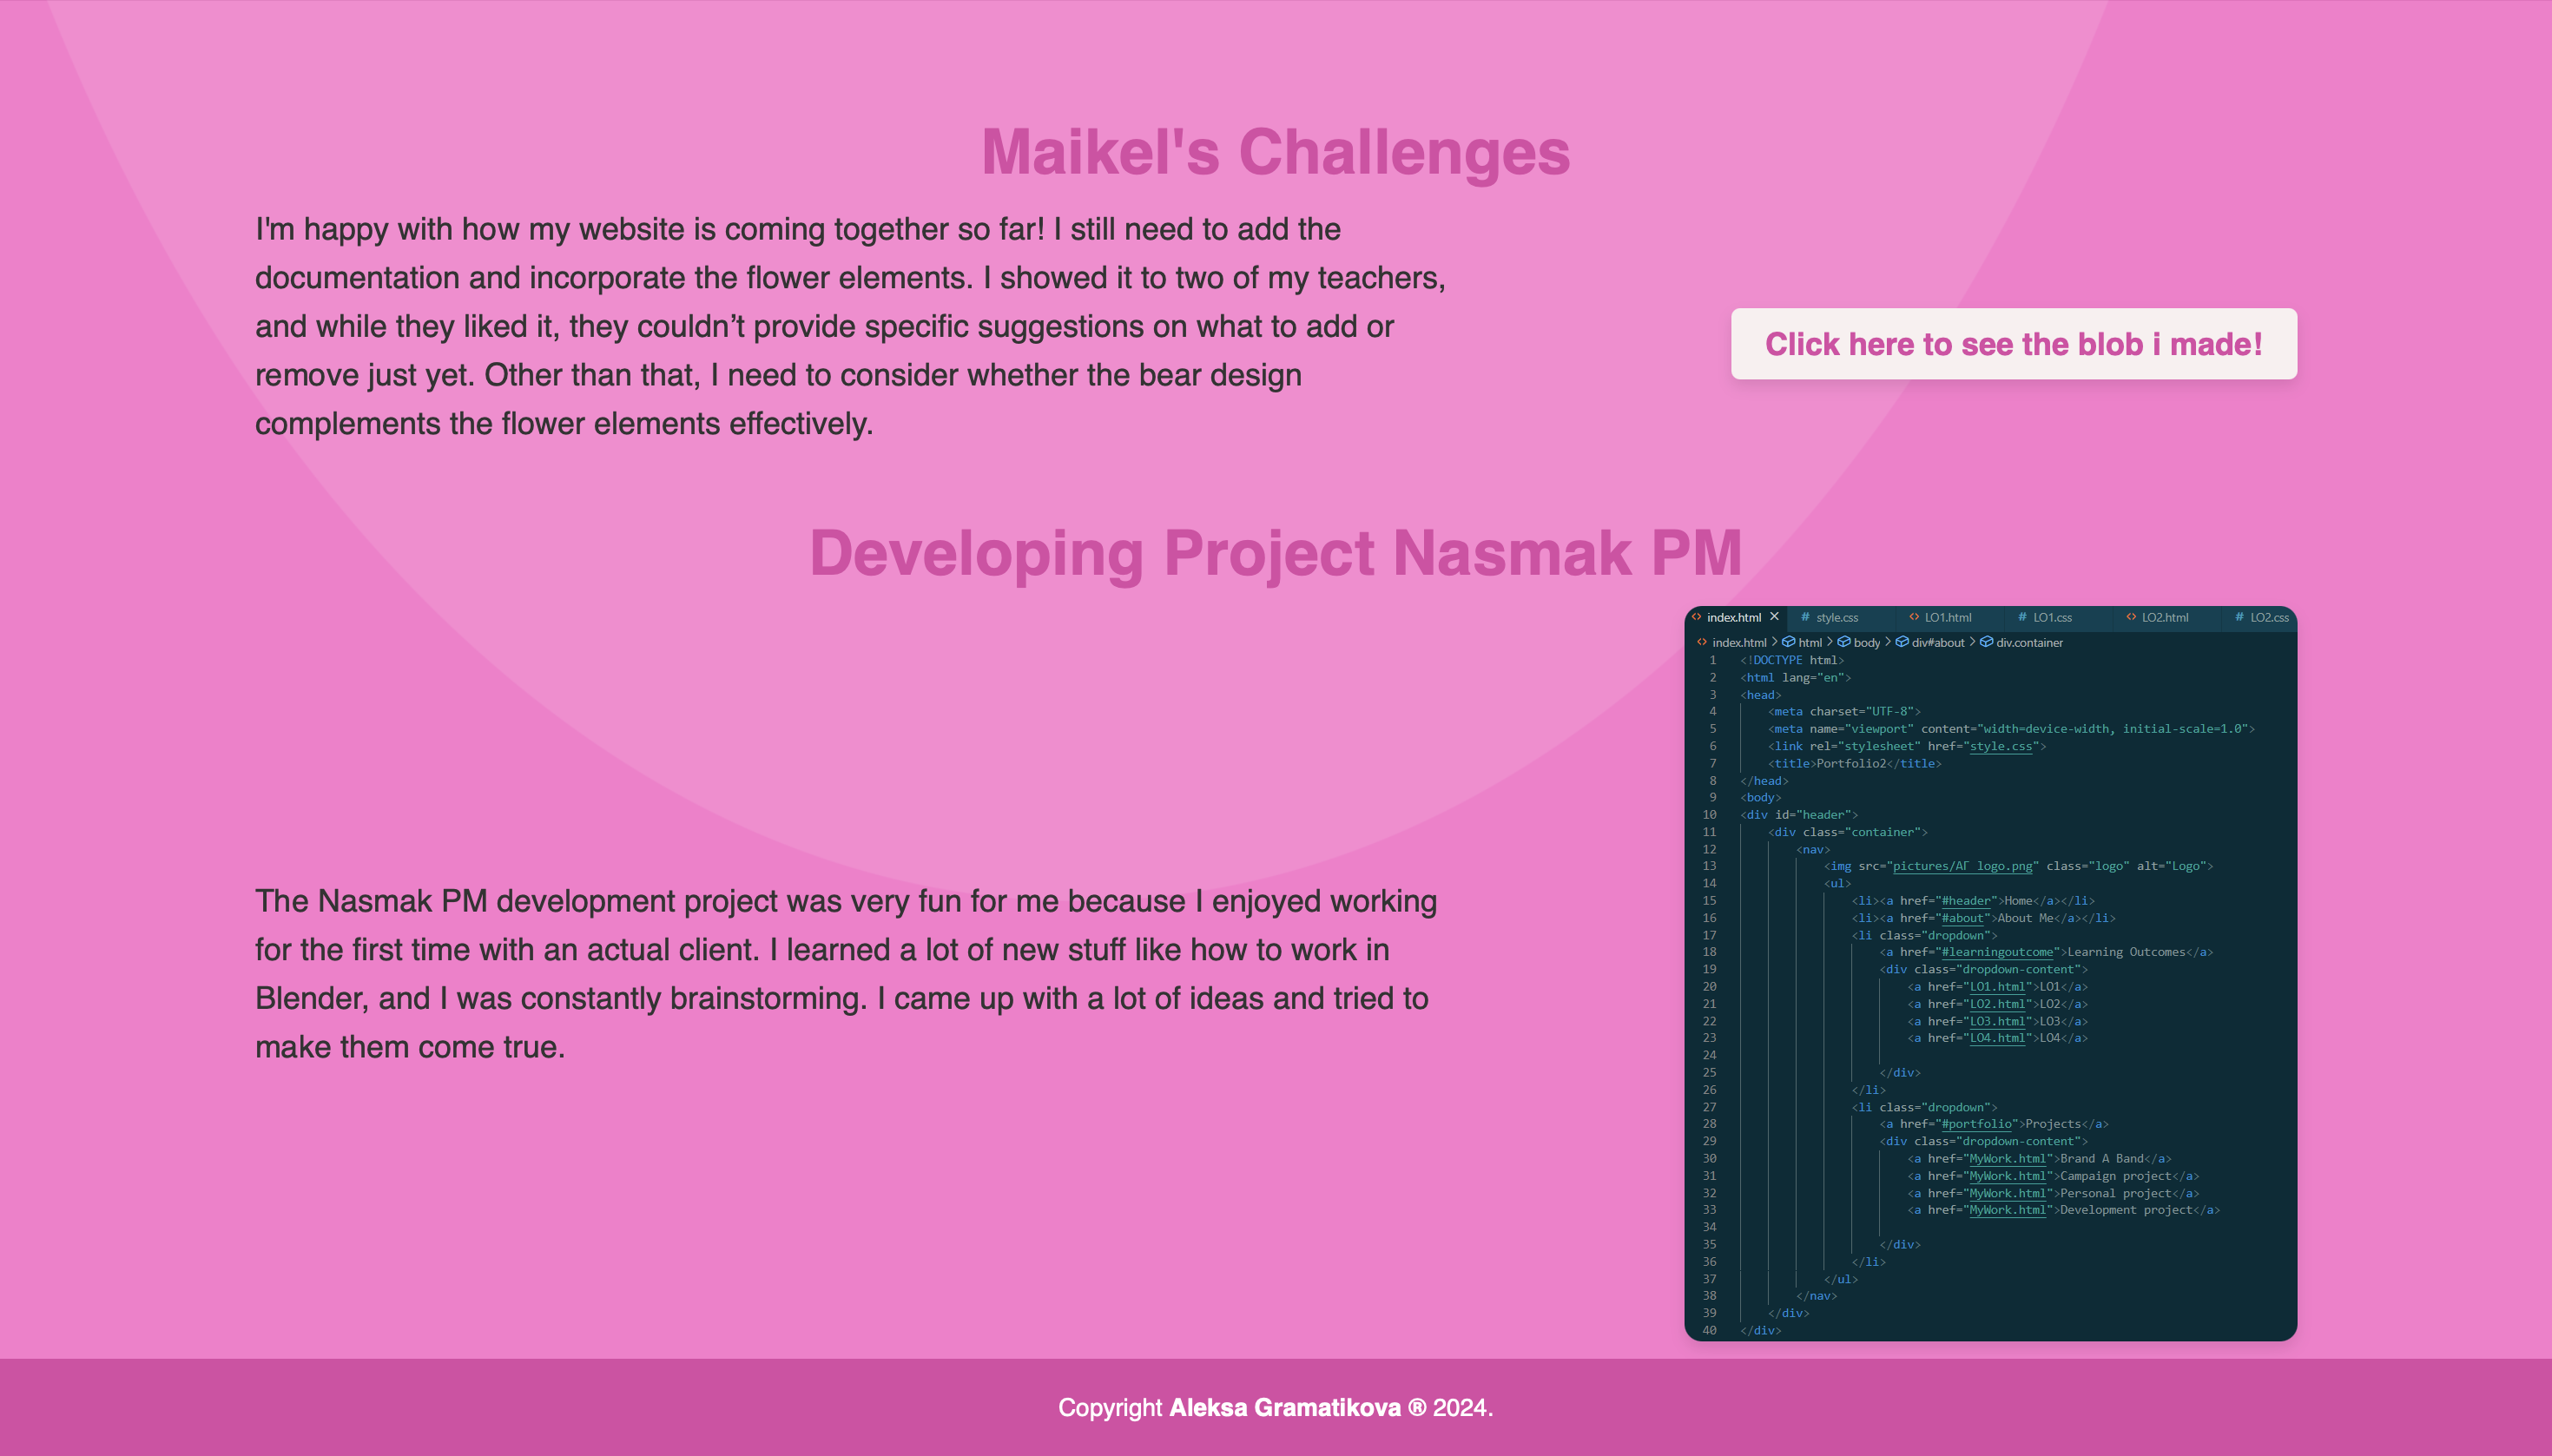 Maikel's Challenges
I'm happy with how my website is coming together so far! I still need to add the
documentation and incorporate the flower elements. I showed it to two of my teachers,
and while they liked it, they couldn’t provide specific suggestions on what to add or
remove just yet. Other than that, I need to consider whether the bear design
complements the flower elements effectively.
Click here to see the blob i made!
Developing Project Nasmak PM
The Nasmak PM development project was very fun for me because I enjoyed working
for the first time with an actual client. I learned a lot of new stuff like how to work in
Blender, and I was constantly brainstorming. I came up with a lot of ideas and tried to
make them come true.
index.html # style.css LO1.html # LO1.css LO2.html # LO2.css
index.html > html > body > div#about > div.container
1 <!DOCTYPE html>
2 <html lang="en">
3 <head>
4 <meta charset="UTF-8">
5 <meta name="viewport" content="width=device-width, initial-scale=1.0">
6 <link rel="stylesheet" href="style.css">
7 <title>Portfolio2</title>
8 </head>
9 <body>
10 <div id="header">
11 <div class="container">
12 <nav>
13 <img src="pictures/АГ logo.png" class="logo" alt="Logo">
14 <ul>
15 <li><a href="#header">Home</a></li>
16 <li><a href="#about">About Me</a></li>
17 <li class="dropdown">
18 <a href="#learningoutcome">Learning Outcomes</a>
19 <div class="dropdown-content">
20 <a href="LO1.html">LO1</a>
21 <a href="LO2.html">LO2</a>
22 <a href="LO3.html">LO3</a>
23 <a href="LO4.html">LO4</a>
24
25 </div>
26 </li>
27 <li class="dropdown">
28 <a href="#portfolio">Projects</a>
29 <div class="dropdown-content">
30 <a href="MyWork.html">Brand A Band</a>
31 <a href="MyWork.html">Campaign project</a>
32 <a href="MyWork.html">Personal project</a>
33 <a href="MyWork.html">Development project</a>
34
35 </div>
36 </li>
37 </ul>
38 </nav>
39 </div>
40 </div>
Copyright Aleksa Gramatikova ® 2024.